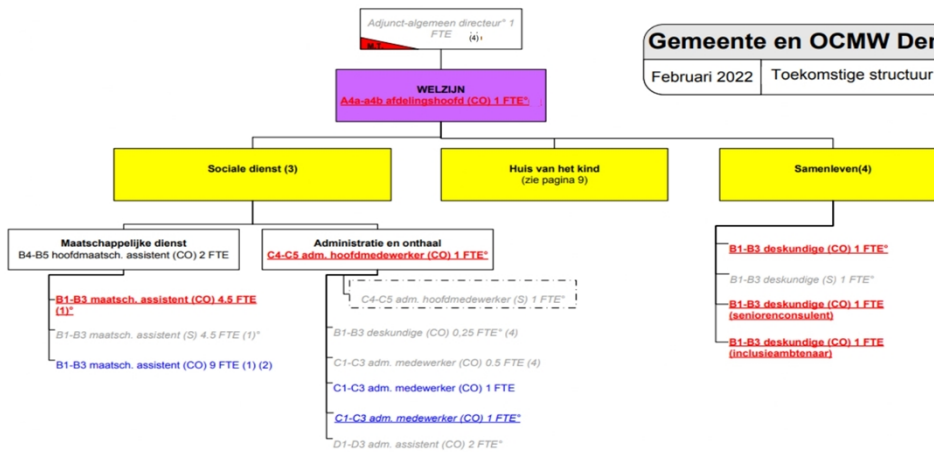 Adjunct-algemeen directeur° 1
FTE
(4)
Gemeente en OCMW Der
Februari 2022
Toekomstige structuur
WELZIJN
A4a-a4b afdelingshoofd (CO) 1 FTE°
Sociale dienst (3)
Huis van het kind
(zie pagina 9)
Samenleven(4)
Maatschappelijke dienst
B4-B5 hoofdmaatsch. assistent (CO) 2 FTE
Administratie en onthaal
C4-C5 adm. hoofdmedewerker (CO) 1 FTE°
B1-B3 maatsch. assistent (CO) 4.5 FTE
(1)°
B1-B3 maatsch. assistent (S) 4.5 FTE (1)°
B1-B3 maatsch. assistent (CO) 9 FTE (1) (2)
C4-C5 adm. hoofdmedewerker (S) 1 FTE°
B1-B3 deskundige (CO) 0,25 FTE° (4)
C1-C3 adm. medewerker (CO) 0.5 FTE (4)
C1-C3 adm. medewerker (CO) 1 FTE
C1-C3 adm. medewerker (CO) 1 FTE°
D1-D3 adm. assistent (CO) 2 FTE°
B1-B3 deskundige (CO) 1 FTE°
B1-B3 deskundige (S) 1 FTE°
B1-B3 deskundige (CO) 1 FTE
(seniorenconsulent)
B1-B3 deskundige (CO) 1 FTE
(inclusieambtenaar)